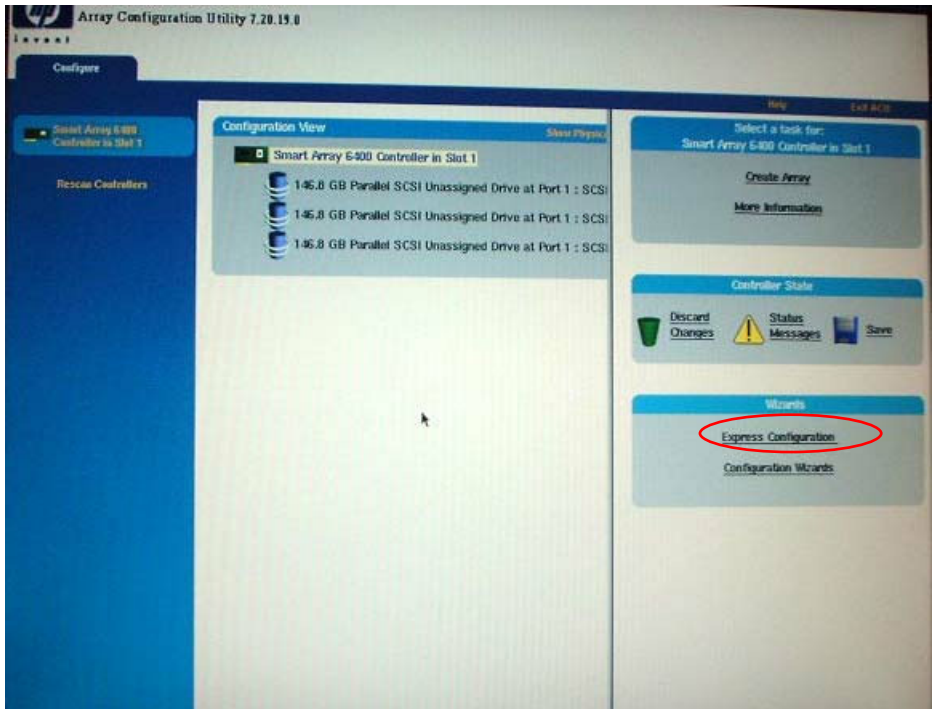 hp
Array Configuration Utility 7.20.19.0
i n v e n t
Configure
Help
Exit ACU
Smart Array 6400
Controller in Slot 1
Rescan Controllers
Configuration View
Show Physica
Smart Array 6400 Controller in Slot 1
146.8 GB Parallel SCSI Unassigned Drive at Port 1 : SCSI
146.8 GB Parallel SCSI Unassigned Drive at Port 1 : SCSI
146.8 GB Parallel SCSI Unassigned Drive at Port 1 : SCSI
Select a task for:
Smart Array 6400 Controller in Slot 1
Create Array
More Information
Controller State
Discard
Changes
Status
Messages
Save
Wizards
Express Configuration
Configuration Wizards